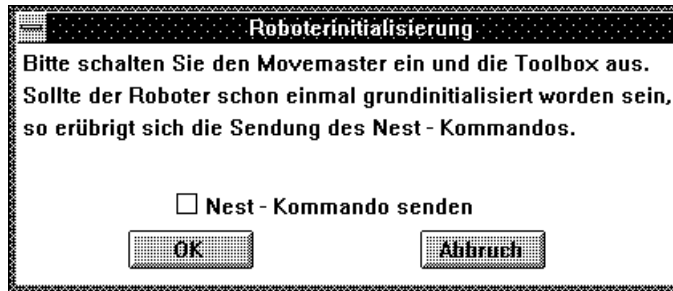 Roboterinitialisierung
Bitte schalten Sie den Movemaster ein und die Toolbox aus.
Sollte der Roboter schon einmal grundinitialisiert worden sein,
so erübrigt sich die Sendung des Nest - Kommandos.
Nest - Kommando senden
OK Abbruch